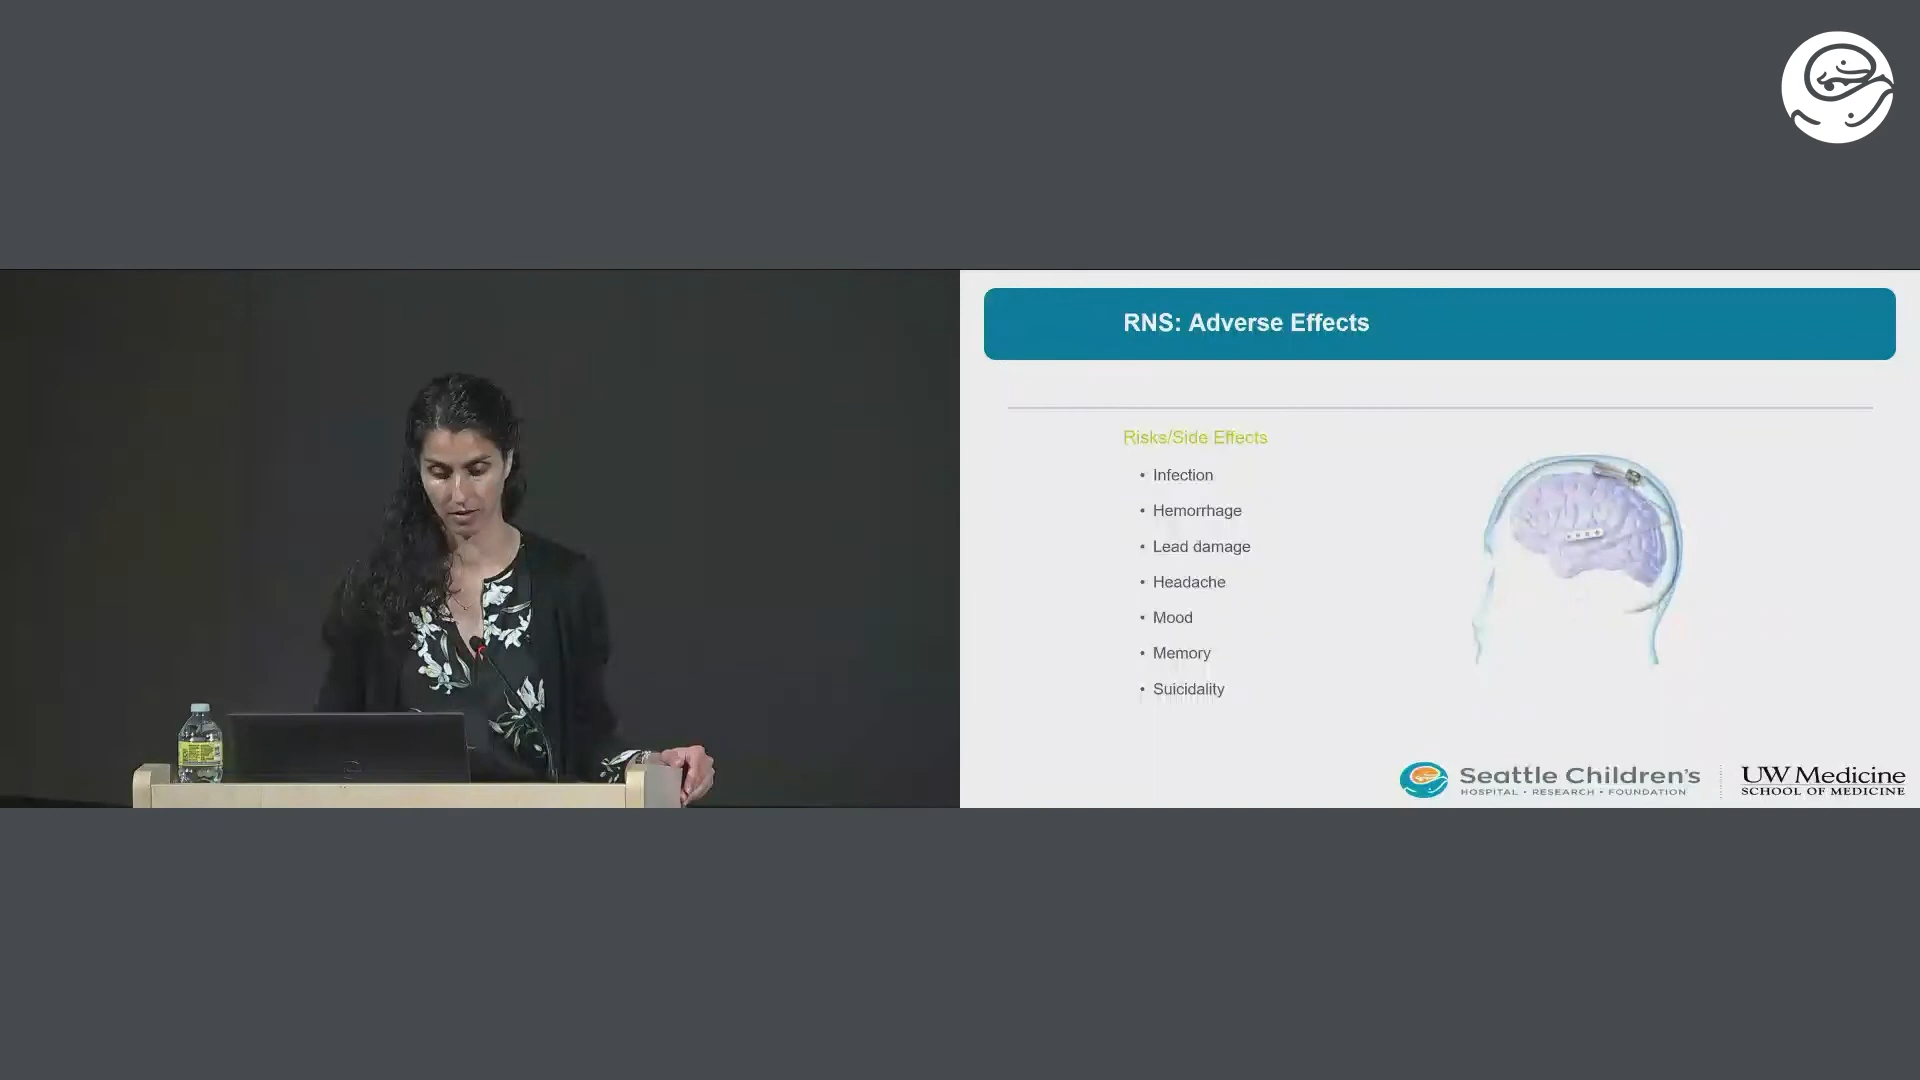 RNS: Adverse Effects
Risks/Side Effects
• Infection
• Hemorrhage
• Lead damage
• Headache
• Mood
• Memory
• Suicidality
Seattle Children's
HOSPITAL • RESEARCH • FOUNDATION
UW Medicine
SCHOOL OF MEDICINE